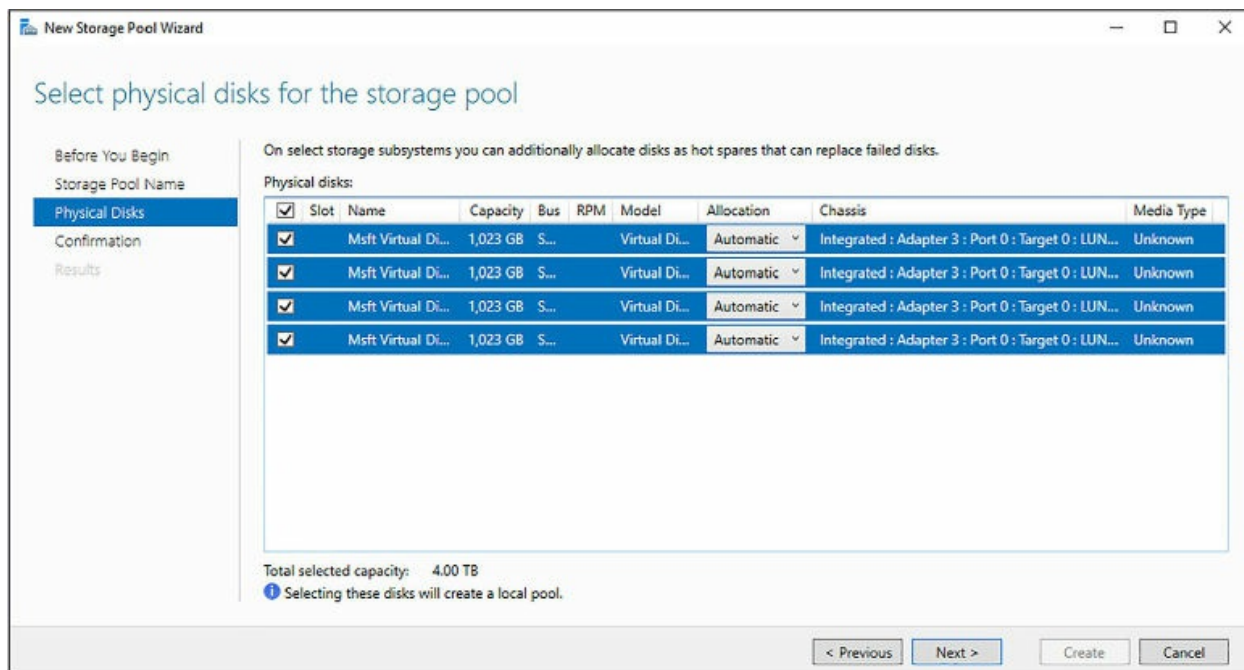 New Storage Pool Wizard
Select physical disks for the storage pool
Before You Begin
Storage Pool Name
Physical Disks
Confirmation
Results
On select storage subsystems you can additionally allocate disks as hot spares that can replace failed disks.
Physical disks:
Slot Name Capacity Bus RPM Model Allocation Chassis Media Type
Msft Virtual Di... 1,023 GB S... Virtual Di... Automatic Integrated : Adapter 3 : Port 0 : Target 0 : LUN... Unknown
Msft Virtual Di... 1,023 GB S... Virtual Di... Automatic Integrated : Adapter 3 : Port 0 : Target 0 : LUN... Unknown
Msft Virtual Di... 1,023 GB S... Virtual Di... Automatic Integrated : Adapter 3 : Port 0 : Target 0 : LUN... Unknown
Msft Virtual Di... 1,023 GB S... Virtual Di... Automatic Integrated : Adapter 3 : Port 0 : Target 0 : LUN... Unknown
Total selected capacity: 4.00 TB
Selecting these disks will create a local pool.
< Previous Next > Create Cancel